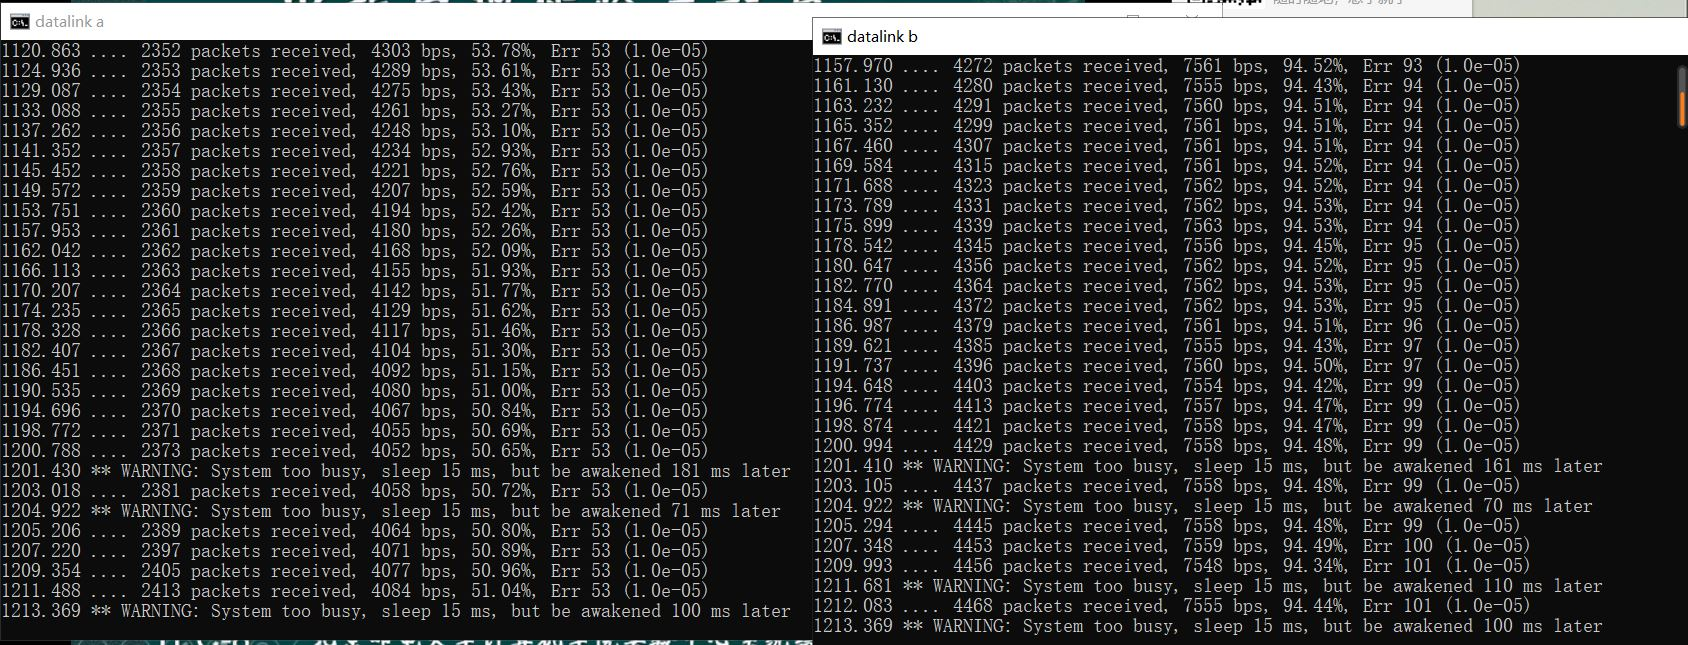 datalink a
1120.863 .... 2352 packets received, 4303 bps, 53.78%, Err 53 (1.0e-05)
1124.936 .... 2353 packets received, 4289 bps, 53.61%, Err 53 (1.0e-05)
1129.087 .... 2354 packets received, 4275 bps, 53.43%, Err 53 (1.0e-05)
1133.088 .... 2355 packets received, 4261 bps, 53.27%, Err 53 (1.0e-05)
1137.262 .... 2356 packets received, 4248 bps, 53.10%, Err 53 (1.0e-05)
1141.352 .... 2357 packets received, 4234 bps, 52.93%, Err 53 (1.0e-05)
1145.452 .... 2358 packets received, 4221 bps, 52.76%, Err 53 (1.0e-05)
1149.572 .... 2359 packets received, 4207 bps, 52.59%, Err 53 (1.0e-05)
1153.751 .... 2360 packets received, 4194 bps, 52.42%, Err 53 (1.0e-05)
1157.953 .... 2361 packets received, 4180 bps, 52.26%, Err 53 (1.0e-05)
1162.042 .... 2362 packets received, 4168 bps, 52.09%, Err 53 (1.0e-05)
1166.113 .... 2363 packets received, 4155 bps, 51.93%, Err 53 (1.0e-05)
1170.207 .... 2364 packets received, 4142 bps, 51.77%, Err 53 (1.0e-05)
1174.235 .... 2365 packets received, 4129 bps, 51.62%, Err 53 (1.0e-05)
1178.328 .... 2366 packets received, 4117 bps, 51.46%, Err 53 (1.0e-05)
1182.407 .... 2367 packets received, 4104 bps, 51.30%, Err 53 (1.0e-05)
1186.451 .... 2368 packets received, 4092 bps, 51.15%, Err 53 (1.0e-05)
1190.535 .... 2369 packets received, 4080 bps, 51.00%, Err 53 (1.0e-05)
1194.696 .... 2370 packets received, 4067 bps, 50.84%, Err 53 (1.0e-05)
1198.772 .... 2371 packets received, 4055 bps, 50.69%, Err 53 (1.0e-05)
1200.788 .... 2373 packets received, 4052 bps, 50.65%, Err 53 (1.0e-05)
1201.430 ** WARNING: System too busy, sleep 15 ms, but be awakened 181 ms later
1203.018 .... 2381 packets received, 4058 bps, 50.72%, Err 53 (1.0e-05)
1204.922 ** WARNING: System too busy, sleep 15 ms, but be awakened 71 ms later
1205.206 .... 2389 packets received, 4064 bps, 50.80%, Err 53 (1.0e-05)
1207.220 .... 2397 packets received, 4071 bps, 50.89%, Err 53 (1.0e-05)
1209.354 .... 2405 packets received, 4077 bps, 50.96%, Err 53 (1.0e-05)
1211.488 .... 2413 packets received, 4084 bps, 51.04%, Err 53 (1.0e-05)
1213.369 ** WARNING: System too busy, sleep 15 ms, but be awakened 100 ms later
datalink b
1157.970 .... 4272 packets received, 7561 bps, 94.52%, Err 93 (1.0e-05)
1161.130 .... 4280 packets received, 7555 bps, 94.43%, Err 94 (1.0e-05)
1163.232 .... 4291 packets received, 7560 bps, 94.51%, Err 94 (1.0e-05)
1165.352 .... 4299 packets received, 7561 bps, 94.51%, Err 94 (1.0e-05)
1167.460 .... 4307 packets received, 7561 bps, 94.51%, Err 94 (1.0e-05)
1169.584 .... 4315 packets received, 7561 bps, 94.52%, Err 94 (1.0e-05)
1171.688 .... 4323 packets received, 7562 bps, 94.52%, Err 94 (1.0e-05)
1173.789 .... 4331 packets received, 7562 bps, 94.53%, Err 94 (1.0e-05)
1175.899 .... 4339 packets received, 7563 bps, 94.53%, Err 94 (1.0e-05)
1178.542 .... 4345 packets received, 7556 bps, 94.45%, Err 95 (1.0e-05)
1180.647 .... 4356 packets received, 7562 bps, 94.52%, Err 95 (1.0e-05)
1182.770 .... 4364 packets received, 7562 bps, 94.53%, Err 95 (1.0e-05)
1184.891 .... 4372 packets received, 7562 bps, 94.53%, Err 95 (1.0e-05)
1186.987 .... 4379 packets received, 7561 bps, 94.51%, Err 96 (1.0e-05)
1189.621 .... 4385 packets received, 7555 bps, 94.43%, Err 97 (1.0e-05)
1191.737 .... 4396 packets received, 7560 bps, 94.50%, Err 97 (1.0e-05)
1194.648 .... 4403 packets received, 7554 bps, 94.42%, Err 99 (1.0e-05)
1196.774 .... 4413 packets received, 7557 bps, 94.47%, Err 99 (1.0e-05)
1198.874 .... 4421 packets received, 7558 bps, 94.47%, Err 99 (1.0e-05)
1200.994 .... 4429 packets received, 7558 bps, 94.48%, Err 99 (1.0e-05)
1201.410 ** WARNING: System too busy, sleep 15 ms, but be awakened 161 ms later
1203.105 .... 4437 packets received, 7558 bps, 94.48%, Err 99 (1.0e-05)
1204.922 ** WARNING: System too busy, sleep 15 ms, but be awakened 70 ms later
1205.294 .... 4445 packets received, 7558 bps, 94.48%, Err 99 (1.0e-05)
1207.348 .... 4453 packets received, 7559 bps, 94.49%, Err 100 (1.0e-05)
1209.993 .... 4456 packets received, 7548 bps, 94.34%, Err 101 (1.0e-05)
1211.681 ** WARNING: System too busy, sleep 15 ms, but be awakened 110 ms later
1212.083 .... 4468 packets received, 7555 bps, 94.44%, Err 101 (1.0e-05)
1213.369 ** WARNING: System too busy, sleep 15 ms, but be awakened 100 ms later